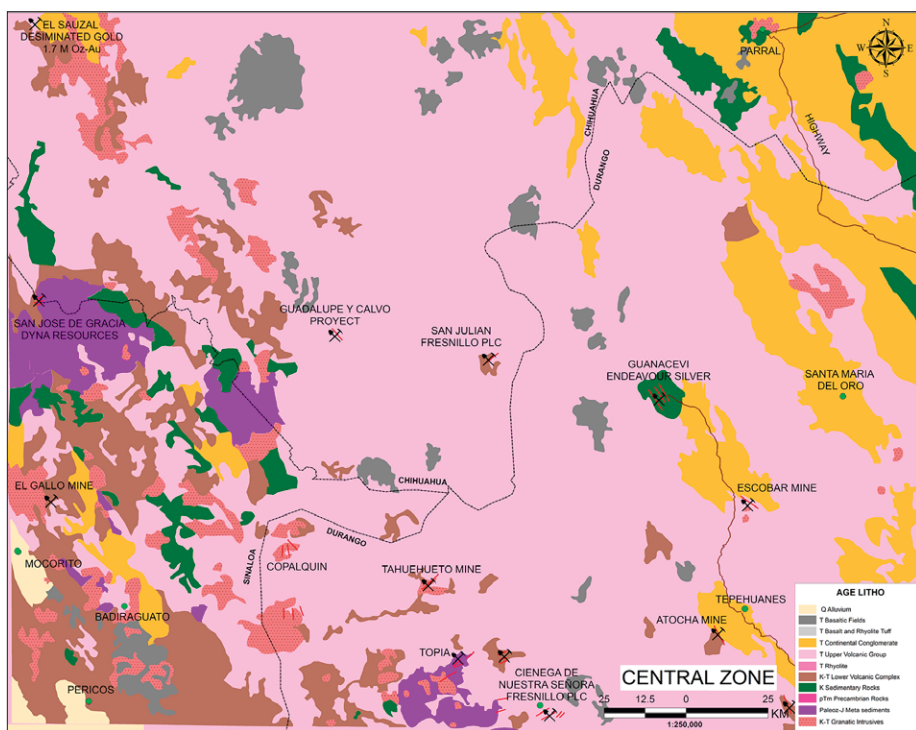 EL SAUZAL
DESIMINATED GOLD
1.7 M Oz-Au
PARRAL
N
W
E
S
HIGHWAY
CHIHUAHUA
DURANGO
SAN JOSE DE GRACIA
DYNA RESOURCES
GUADALUPE Y CALVO
PROYECT
SAN JULIAN
FRESNILLO PLC
GUANACEVI
ENDEAVOUR SILVER
SANTA MARIA
DEL ORO
EL GALLO MINE
CHIHUAHUA
DURANGO
SINALOA
ESCOBAR MINE
MOCORITO
COPALQUIN
TAHUEHUETO MINE
BADIRAGUATO
TEPEHUANES
ATOCHA MINE
TOPIA
PERICOS
CIENEGA DE
NUESTRA SEÑORA
FRESNILLO PLC
CENTRAL ZONE
25
0
25
KM
1:250,000
AGE LITHO
Q Alluvium
T Basaltic Fields
T Basalt and Rhyolite Tuff
T Continental Conglomerate
T Upper Volcanic Group
T Rhyolite
K-T Lower Volcanic Complex
K Sedimentary Rocks
pTm Precantrian Rocks
Paleoz-J Meta sediments
K-T Granatic Intrusives